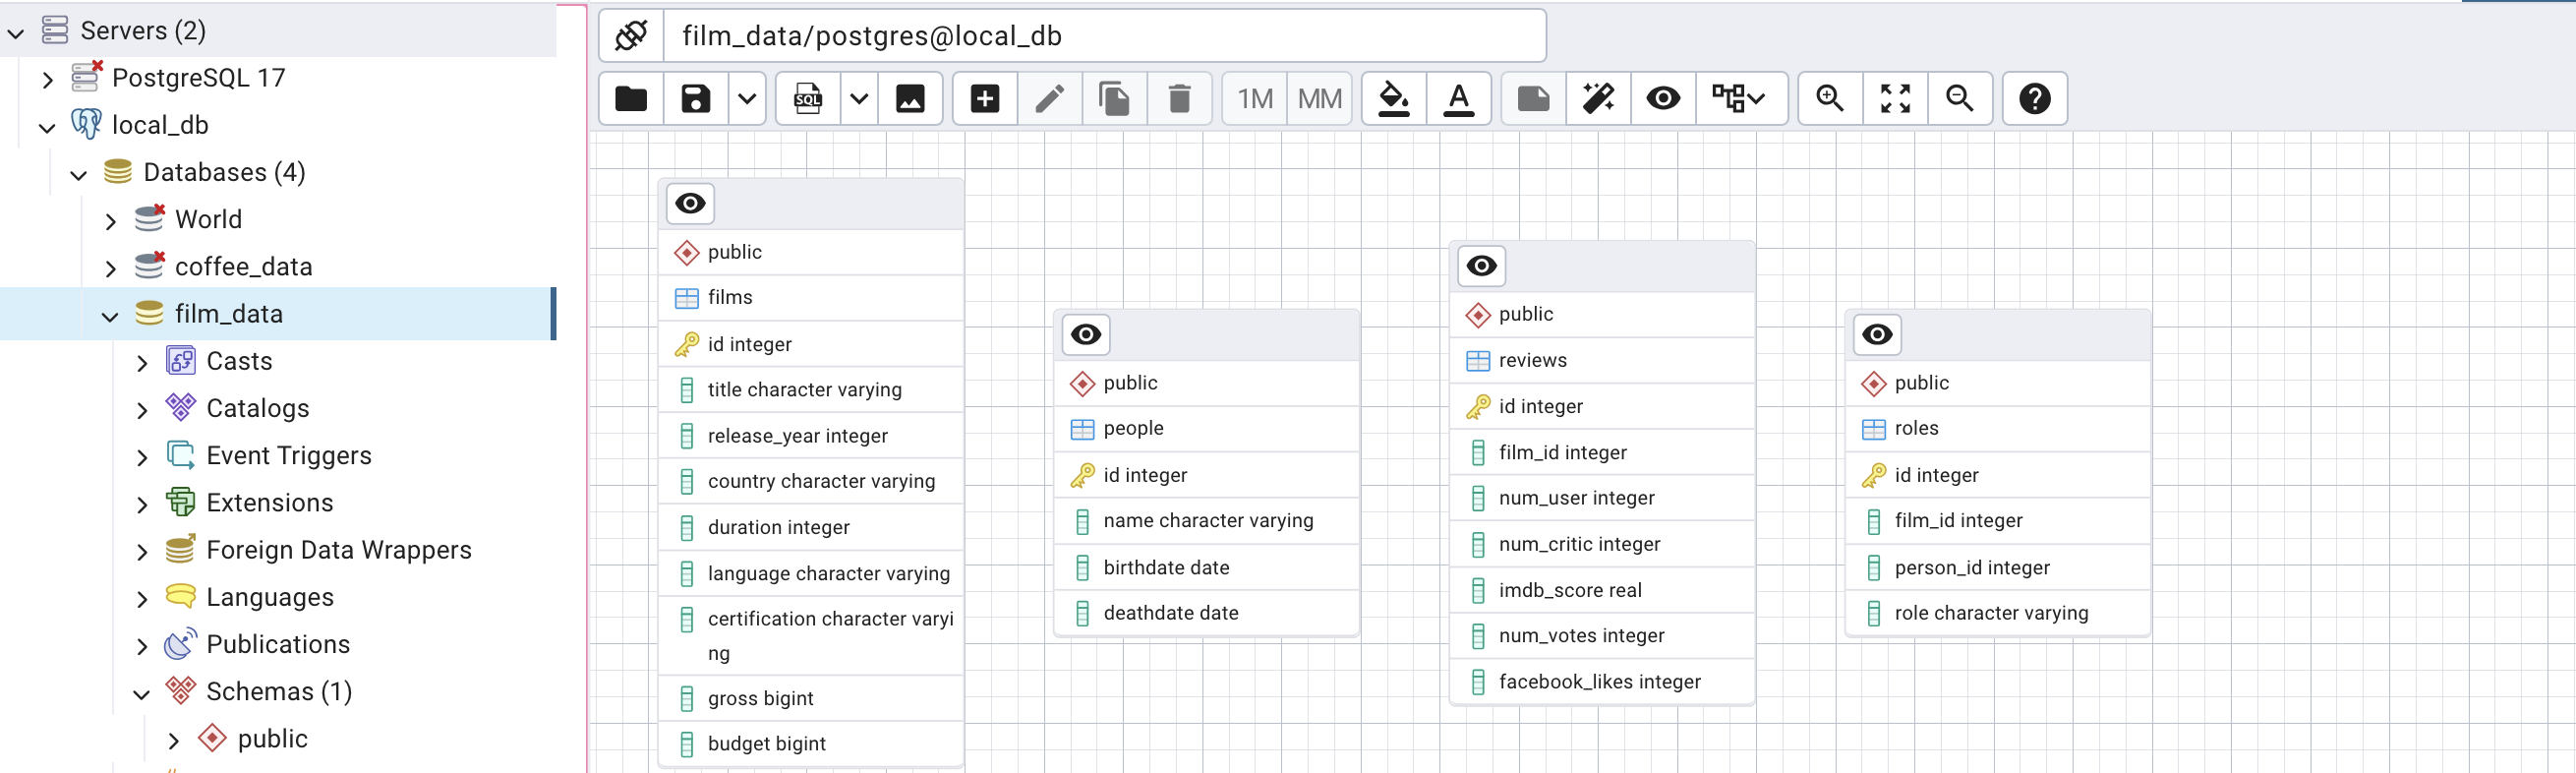 Servers (2)
PostgreSQL 17
local_db
Databases (4)
World
coffee_data
film_data
Casts
Catalogs
Event Triggers
Extensions
Foreign Data Wrappers
Languages
Publications
Schemas (1)
public
film_data/postgres@local_db
SQL
1M
MM
A
public
films
id integer
title character varying
release_year integer
country character varying
duration integer
language character varying
certification character varyi
ng
gross bigint
budget bigint
public
people
id integer
name character varying
birthdate date
deathdate date
public
reviews
id integer
film_id integer
num_user integer
num_critic integer
imdb_score real
num_votes integer
facebook_likes integer
public
roles
id integer
film_id integer
person_id integer
role character varying